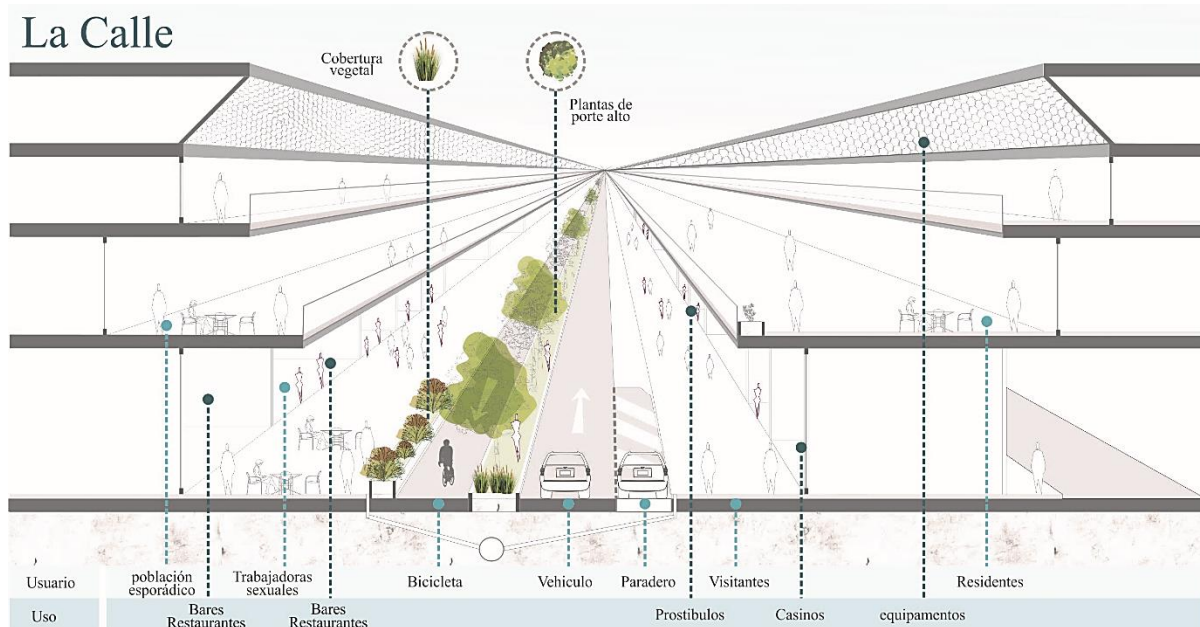 La Calle
Cobertura
vegetal
Plantas de
porte alto
Usuario
población
esporádico
Trabajadoras
sexuales
Bicicleta
Vehiculo
Paradero
Visitantes
Residentes
Uso
Bares
Restaurantes
Bares
Restaurantes
Prostibulos
Casinos
equipamentos